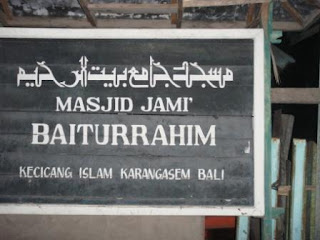 مسجد جامع بيت الرحيم
MASJID JAMI'
BAITURRAHIM
KECICANG ISLAM KARANGASEM BALI